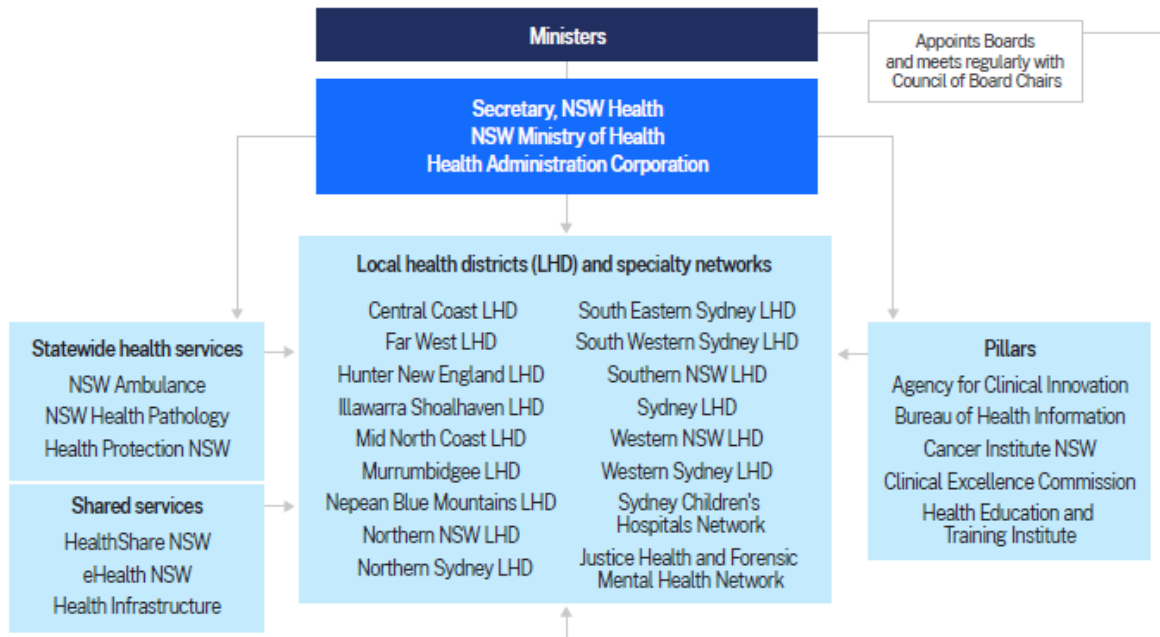 Ministers
Appoints Boards
and meets regularly with
Council of Board Chairs
Secretary, NSW Health
NSW Ministry of Health
Health Administration Corporation
Local health districts (LHD) and specialty networks
Central Coast LHD
Far West LHD
Hunter New England LHD
Illawarra Shoalhaven LHD
Mid North Coast LHD
Murrumbidgee LHD
Nepean Blue Mountains LHD
Northern NSW LHD
Northern Sydney LHD
South Eastern Sydney LHD
South Western Sydney LHD
Southern NSW LHD
Sydney LHD
Western NSW LHD
Western Sydney LHD
Sydney Children's
Hospitals Network
Justice Health and Forensic
Mental Health Network
Statewide health services
NSW Ambulance
NSW Health Pathology
Health Protection NSW
Shared services
HealthShare NSW
eHealth NSW
Health Infrastructure
Pillars
Agency for Clinical Innovation
Bureau of Health Information
Cancer Institute NSW
Clinical Excellence Commission
Health Education and
Training Institute